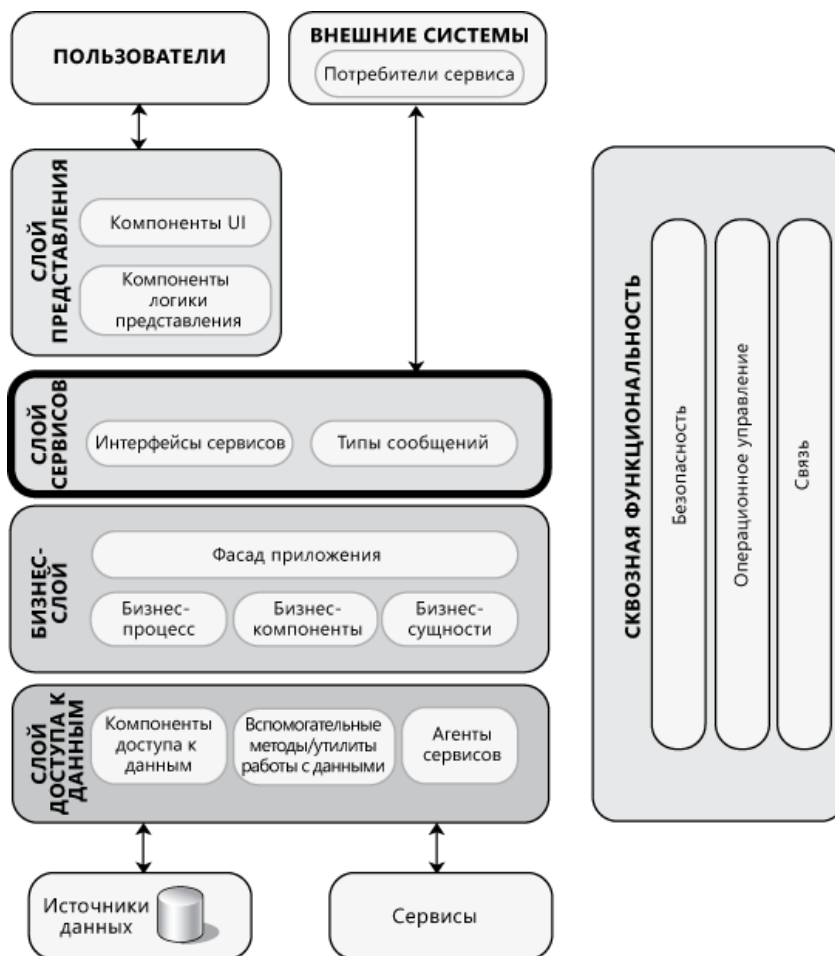 ПОЛЬЗОВАТЕЛИ
ВНЕШНИЕ СИСТЕМЫ
Потребители сервиса
СЛОЙ
ПРЕДСТАВЛЕНИЯ
Компоненты UI
Компоненты
логики
представления
СЛОЙ
СЕРВИСОВ
Интерфейсы сервисов
Типы сообщений
БИЗНЕС-
СЛОЙ
Фасад приложения
Бизнес-
процесс
Бизнес-
компоненты
Бизнес-
сущности
СЛОЙ
ДОСТУПА К
ДАННЫМ
Компоненты
доступа к
данным
Вспомогательные
методы/утилиты
работы с данными
Агенты
сервисов
Источники
данных
Сервисы
СКВОЗНАЯ ФУНКЦИОНАЛЬНОСТЬ
Безопасность
Операционное управление
Связь